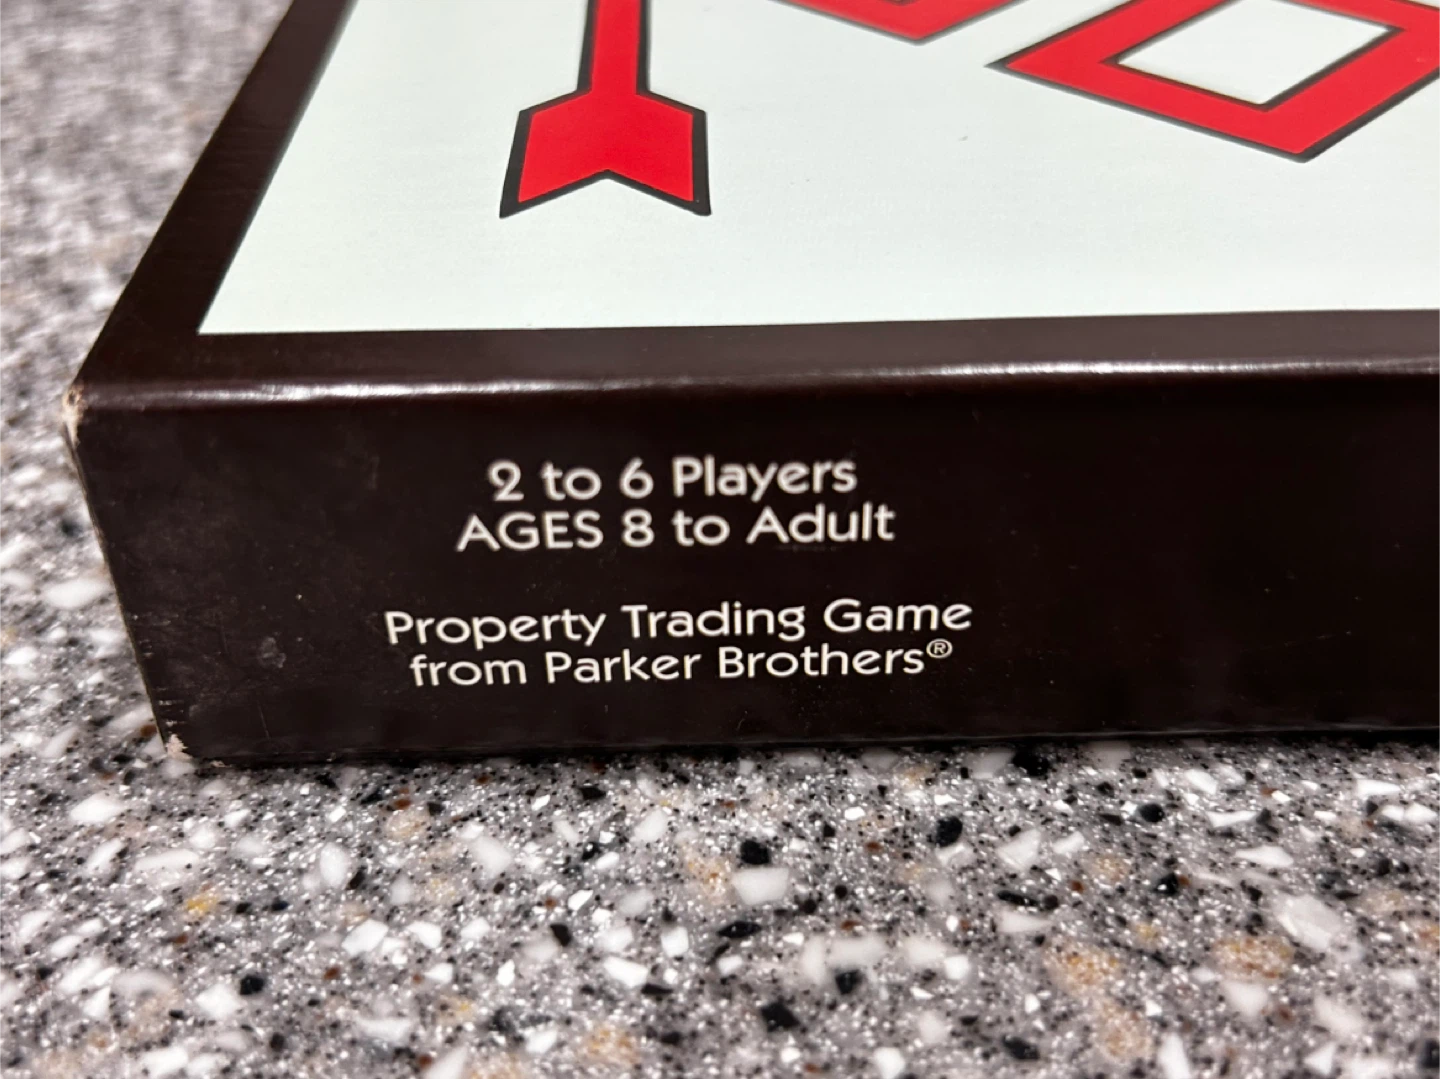 2 to 6 Players
AGES 8 to Adult
Property Trading Game
from Parker Brothers®